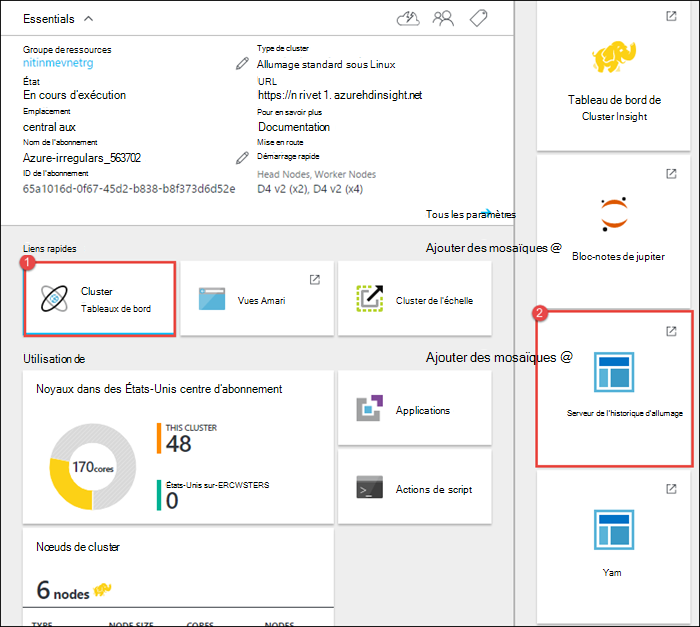 Essentials
Groupe de ressources
nitinmevnetrg
État
En cours d'exécution
Emplacement
central aux
Nom de l'abonnement
Azure-irregulars_563702
ID de l'abonnement
65a1016d-0f67-45d2-b838-b8f373d6d52e
Type de cluster
Allumage standard sous Linux
URL
https://n rivet 1. azurehdinsight.net
Pour en savoir plus
Documentation
Mise en route
Démarrage rapide
Head Nodes, Worker Nodes
D4 v2 (x2), D4 v2 (x4)
Tous les paramètres
Liens rapides
Ajouter des mosaïques @
1
Cluster
Tableaux de bord
Vues Amari
Cluster de l'échelle
Utilisation de
Ajouter des mosaïques @
Noyaux dans des États-Unis centre d'abonnement
170cores
THIS CLUSTER
48
États-Unis sur-ERCWSTERS
0
Applications
Actions de script
Nœuds de cluster
6 nodes
TYPE NODE SIZE CORES NODES
Tableau de bord de
Cluster Insight
Bloc-notes de jupiter
2
Serveur de l'historique d'allumage
Yam